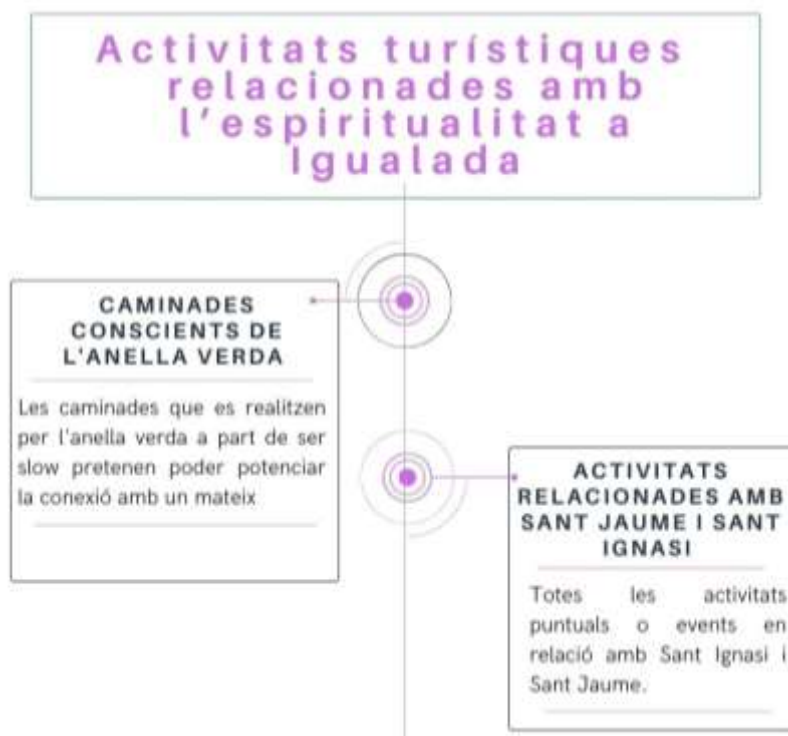 Activitats turístiques
relacionades amb
l'espiritualitat a
Igualada
CAMINADES
CONSCIENTS DE
L'ANELLA VERDA
Les caminades que es realitzen
per l'anella verda a part de ser
slow pretenen poder potenciar
la conexió amb un mateix
ACTIVITATS
RELACIONADES AMB
SANT JAUME I SANT
IGNASI
Totes les activitats
puntuals o events en
relació amb Sant Ignasi i
Sant Jaume.